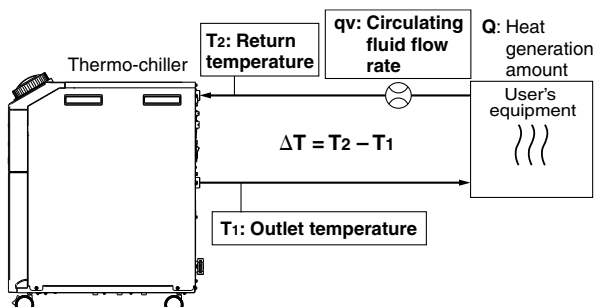 Thermo-chiller
T2: Return
temperature
qv: Circulating
fluid flow
rate
Q: Heat
generation
amount
User's
equipment
ΔT = T2 – T1
T1: Outlet temperature